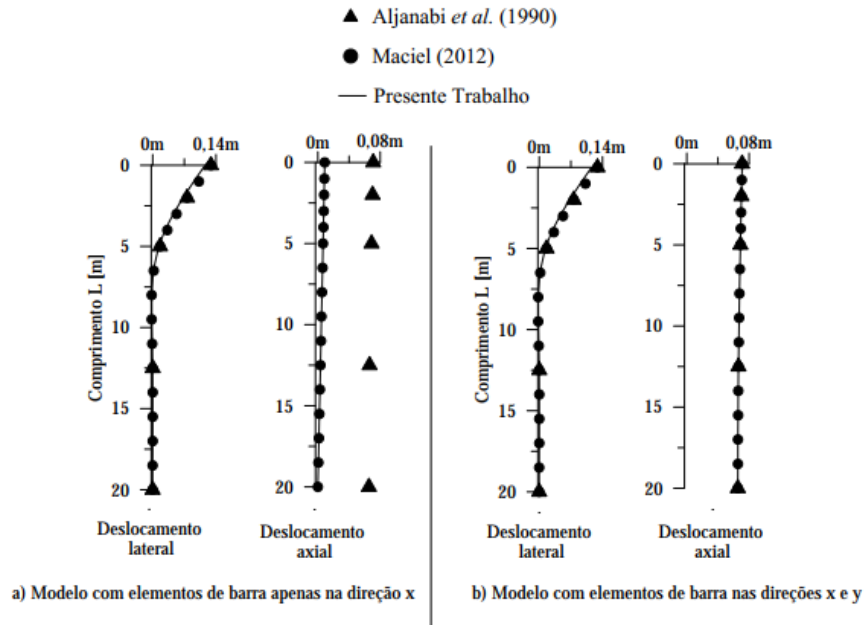 Aljanabi et al. (1990)
Maciel (2012)
Presente Trabalho
0m 0,14m
0m 0,08m
0m 0,14m
0m 0,08m
Comprimento L [m]
0
5
10
15
20
0
5
10
15
20
Comprimento L [m]
0
5
10
15
20
0
5
10
15
20
Deslocamento
lateral
Deslocamento
axial
Deslocamento
lateral
Deslocamento
axial
a) Modelo com elementos de barra apenas na direção x
b) Modelo com elementos de barra nas direções x e y